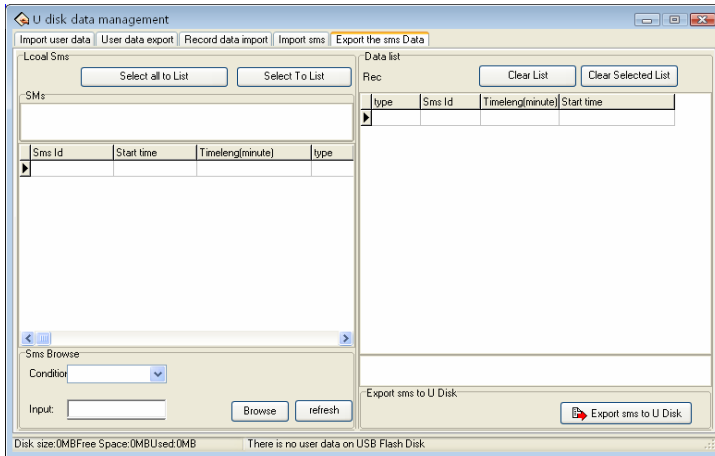 U disk data management
Import user data User data export Record data import Import sms Export the sms Data
Lcoal Sms
Select all to List Select To List
SMs
Sms Id Start time Timeleng(minute) type
Sms Browse
Condition
Input: Browse refresh
Data list
Rec Clear List Clear Selected List
type Sms Id Timeleng(minute) Start time
Export sms to U Disk
Export sms to U Disk
Disk size:0MBFree Space:0MBUsed:0MB There is no user data on USB Flash Disk